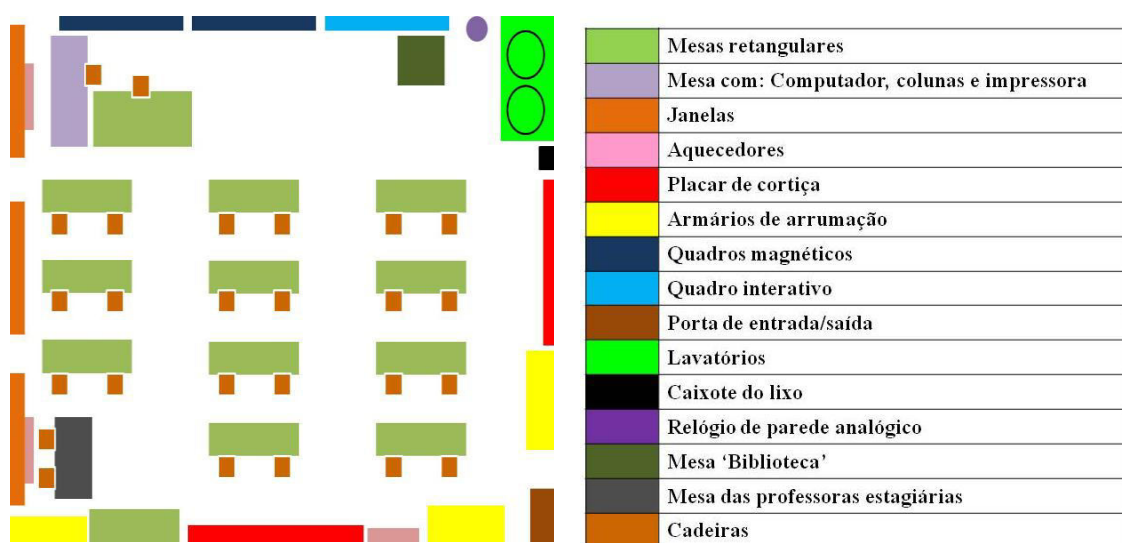 Mesas retangulares
Mesa com: Computador, colunas e impressora
Janelas
Aquecedores
Placar de cortiça
Armários de arrumação
Quadros magnéticos
Quadro interativo
Porta de entrada/saída
Lavatórios
Caixote do lixo
Relógio de parede analógico
Mesa ‘Biblioteca’
Mesa das professoras estagiárias
Cadeiras